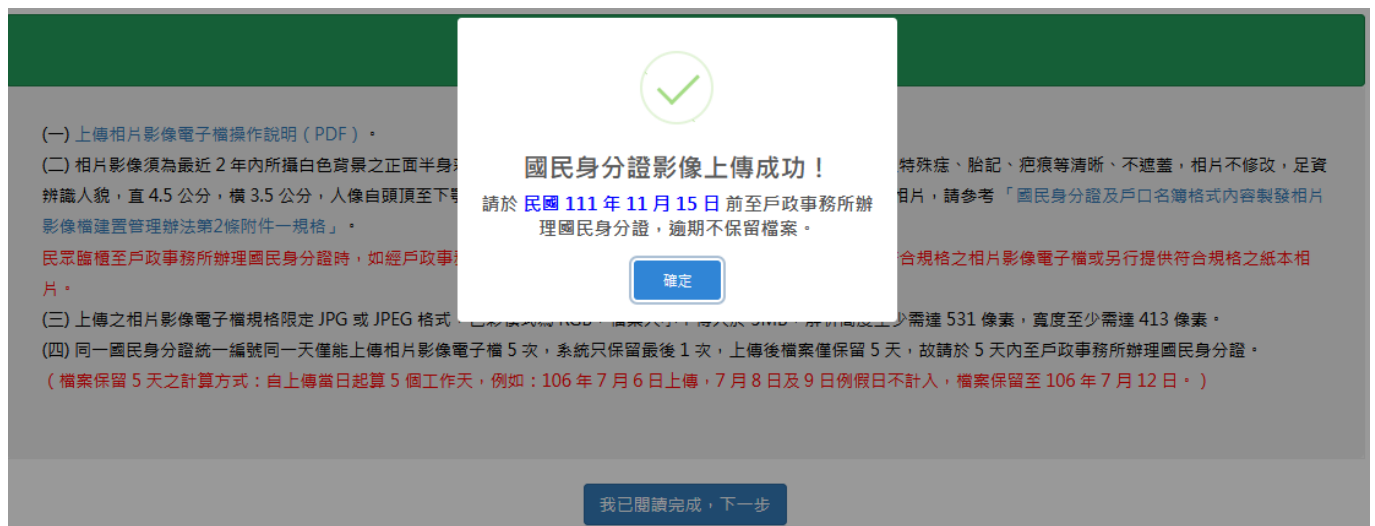 國民身分證影像上傳成功！
請於 民國 111 年 11 月 15 日 前至戶政事務所辦
理國民身分證，逾期不保留檔案。
確定
(一) 上傳相片影像電子檔操作說明（PDF）。
(二) 相片影像須為最近 2 年內所攝白色背景之正面半身 特殊痣、胎記、疤痕等清晰、不遮蓋，相片不修改，足資
辨識人貌，直 4.5 公分，橫 3.5 公分，人像自頭頂至下 相片，請參考「國民身分證及戶口名簿格式內容製發相片
影像檔建置管理辦法第2條附件一規格」。
民眾臨櫃至戶政事務所辦理國民身分證時，如經戶政事 合規格之相片影像電子檔或另行提供符合規格之紙本相
片。
(三) 上傳之相片影像電子檔規格限定 JPG 或 JPEG 格式， 少需達 531 像素，寬度至少需達 413 像素。
(四) 同一國民身分證統一編號同一天僅能上傳相片影像電子檔 5 次，系統只保留最後 1 次，上傳後檔案僅保留 5 天，故請於 5 天內至戶政事務所辦理國民身分證。
（檔案保留 5 天之計算方式：自上傳當日起算 5 個工作天，例如：106 年 7 月 6 日上傳，7 月 8 日及 9 日例假日不計入，檔案保留至 106 年 7 月 12 日。）
我已閱讀完成，下一步